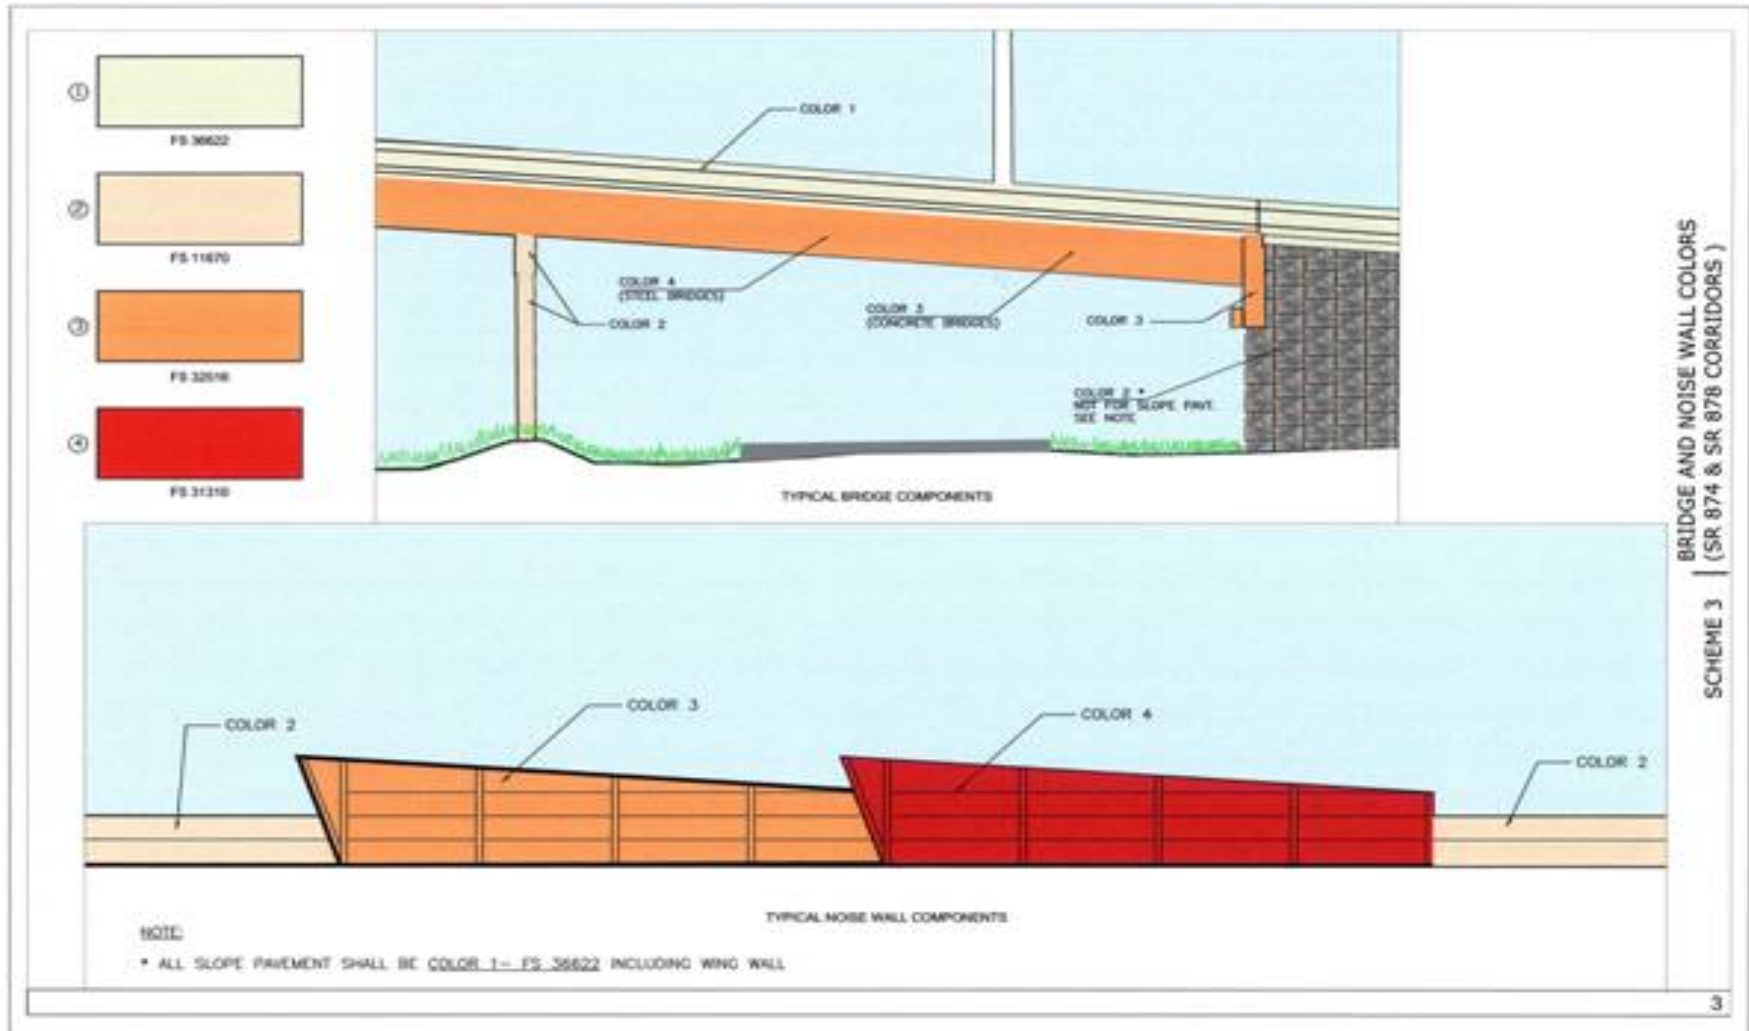 ①
FS 36622
②
FS 11670
③
FS 32516
④
FS 31310
COLOR 1
COLOR 4
(STEEL BRIDGES)
COLOR 2
COLOR 3
(CONCRETE BRIDGES)
COLOR 3
COLOR 2 *
NOT FOR SLOPE PAVT.
SEE NOTE
TYPICAL BRIDGE COMPONENTS
COLOR 2
COLOR 3
COLOR 4
COLOR 2
TYPICAL NOISE WALL COMPONENTS
NOTE:
* ALL SLOPE PAVEMENT SHALL BE COLOR 1- FS 36622 INCLUDING WING WALL
SCHEME 3
BRIDGE AND NOISE WALL COLORS
(SR 874 & SR 878 CORRIDORS )
3